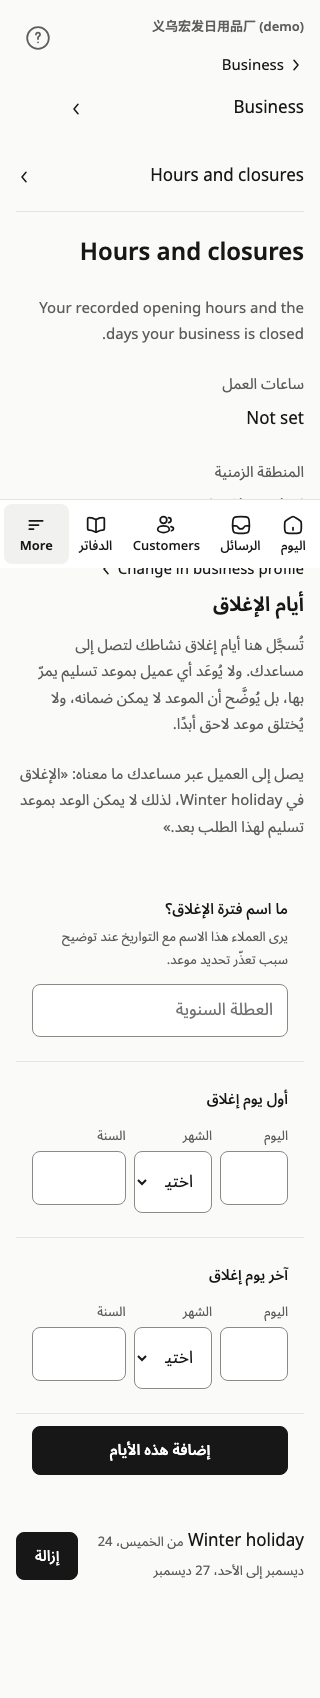 义乌宏发日用品厂 (demo)
Business
Business
Hours and closures
Hours and closures
Your recorded opening hours and the
days your business is closed.
ساعات العمل
Not set
المنطقة الزمنية
اليوم
الرسائل
Customers
الدفاتر
More
Change in business profile
أيام الإغلاق
تُسجَّل هنا أيام إغلاق نشاطك لتصل إلى
مساعدك. ولا يُوعَد أي عميل بموعد تسليم يمرّ
بها، بل يُوضَّح أن الموعد لا يمكن ضمانه، ولا
يُختلق موعد لاحق أبدًا.
يصل إلى العميل عبر مساعدك ما معناه: «الإغلاق
في Winter holiday، لذلك لا يمكن الوعد بموعد
تسليم لهذا الطلب بعد.»
ما اسم فترة الإغلاق؟
يرى العملاء هذا الاسم مع التواريخ عند توضيح
سبب تعذّر تحديد موعد.
العطلة السنوية
أول يوم إغلاق
اليوم
الشهر
السنة
اختي
آخر يوم إغلاق
اليوم
الشهر
السنة
اختي
إضافة هذه الأيام
Winter holiday من الخميس، 24
ديسمبر إلى الأحد، 27 ديسمبر
إزالة